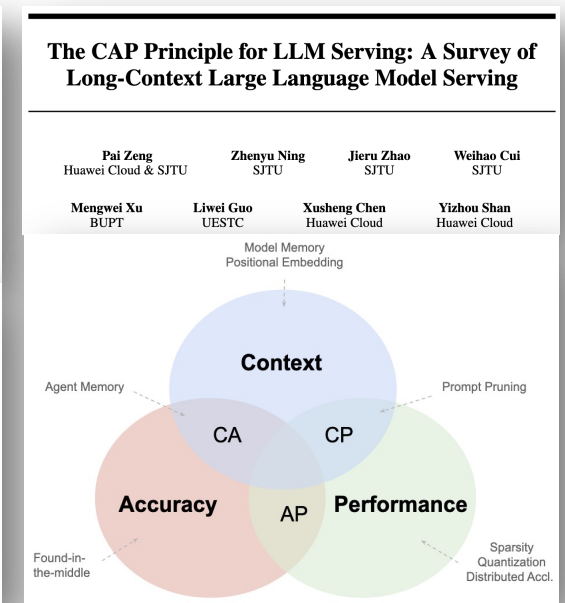 The CAP Principle for LLM Serving: A Survey of
Long-Context Large Language Model Serving
Pai Zeng Zhenyu Ning Jieru Zhao Weihao Cui
Huawei Cloud & SJTU SJTU SJTU SJTU
Mengwei Xu Liwei Guo Xusheng Chen Yizhou Shan
BUPT UESTC Huawei Cloud Huawei Cloud
Model Memory
Positional Embedding
Context
Agent Memory Prompt Pruning
CA CP
Accuracy AP Performance
Found-in-
the-middle
Sparsity
Quantization
Distributed Accl.